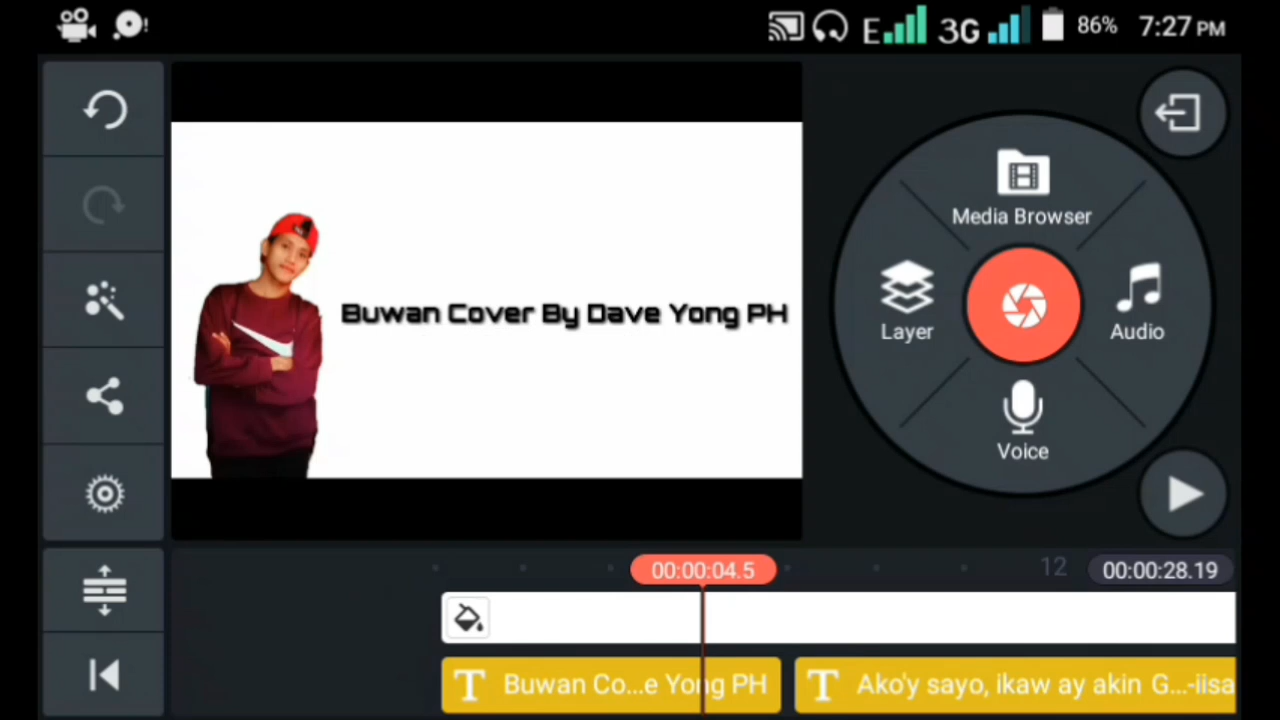 E 3G 86% 7:27 PM
Media Browser
Buwan Cover By Dave Yong PH
Layer
Audio
Voice
00:00:04.5
12
00:00:28.19
T Buwan Co...e Yong PH
T Ako'y sayo, ikaw ay akin G...-iisa